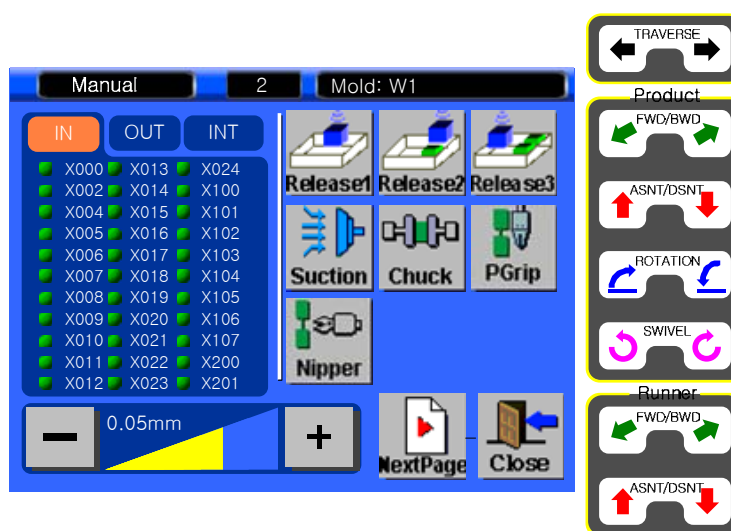 Manual 2 Mold: W1
IN OUT INT
X000 X013 X024
X002 X014 X100
X004 X015 X101
X005 X016 X102
X006 X017 X103
X007 X018 X104
X008 X019 X105
X009 X020 X106
X010 X021 X107
X011 X022 X200
X012 X023 X201
Release1 Release2 Release3
Suction Chuck PGrip
Nipper
0.05mm
NextPage Close
TRAVERSE
Product
FWD/BWD
ASNT/DSNT
ROTATION
SWIVEL
Runner
FWD/BWD
ASNT/DSNT